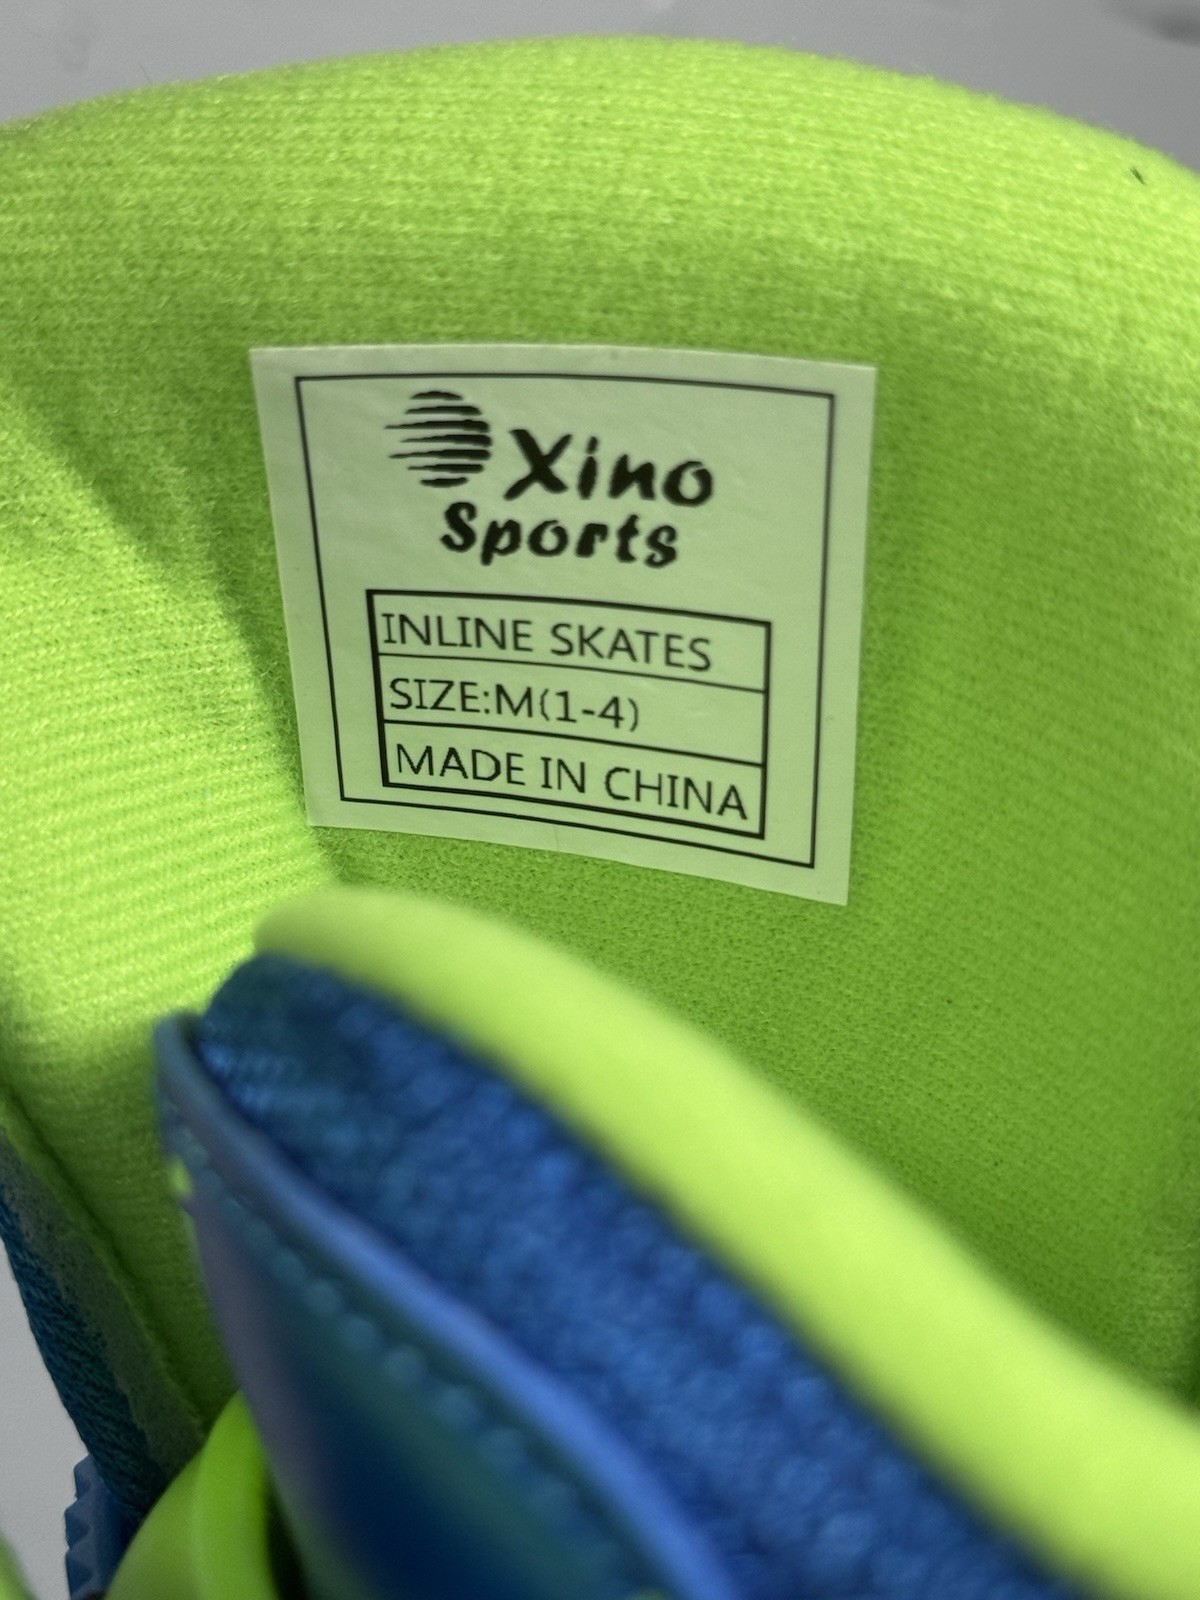 Xino
Sports
INLINE SKATES
SIZE:M(1-4)
MADE IN CHINA